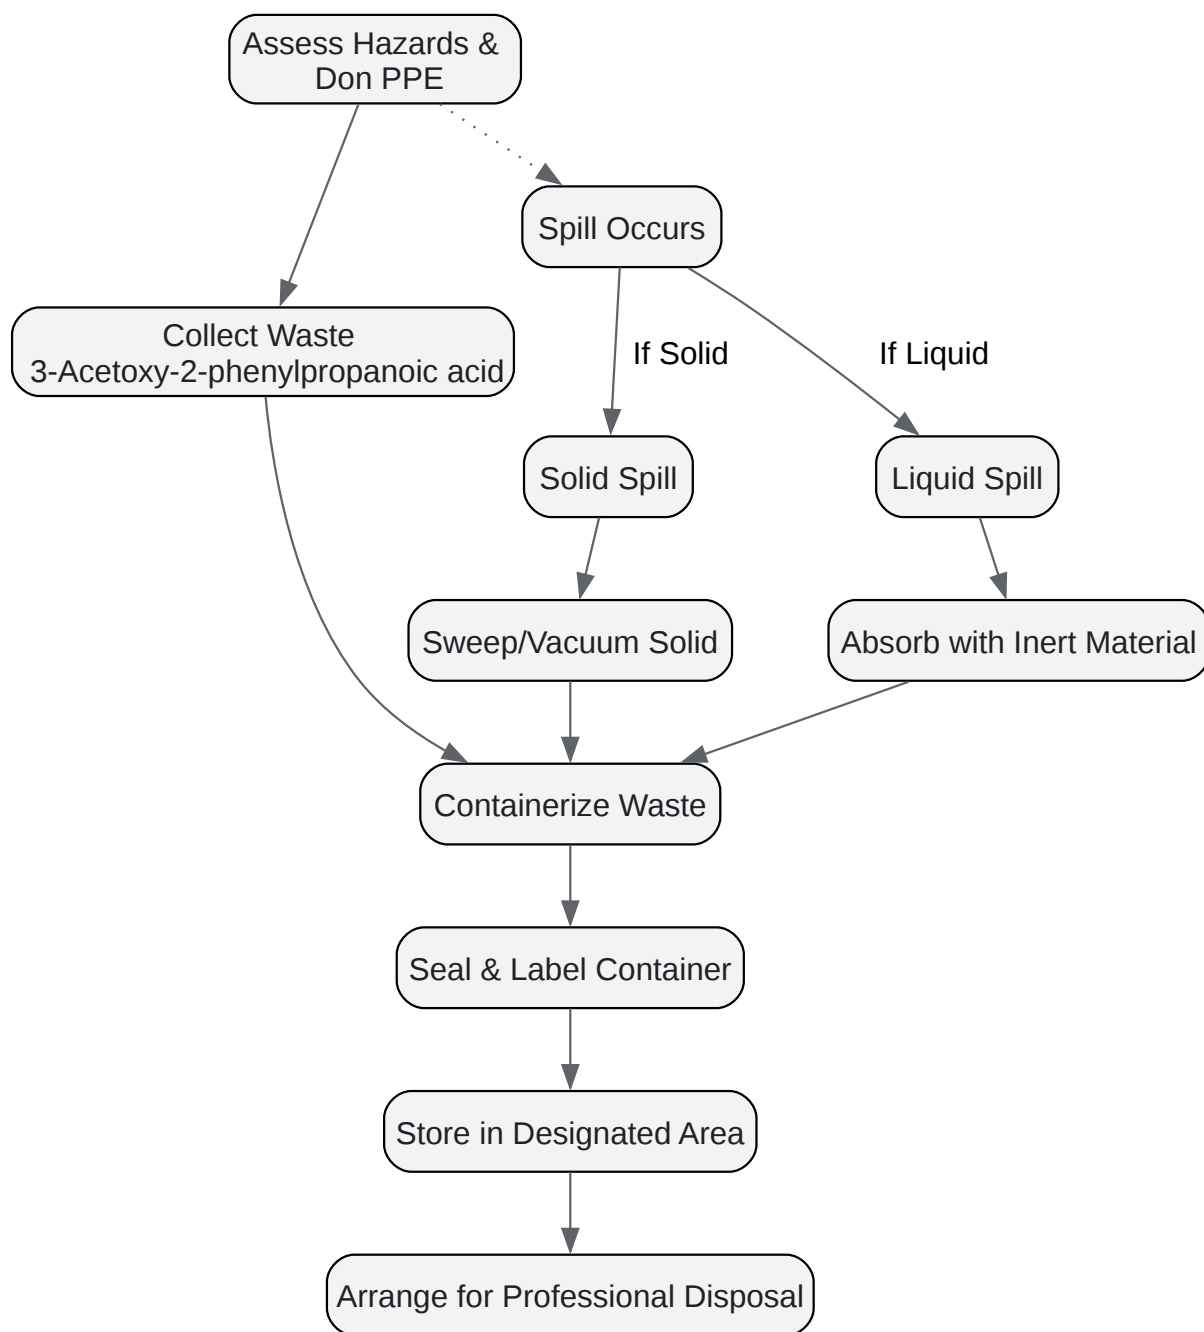 Assess Hazards &
Don PPE
Spill Occurs
Collect Waste
3-Acetoxy-2-phenylpropanoic acid
If Solid
If Liquid
Solid Spill
Liquid Spill
Sweep/Vacuum Solid
Absorb with Inert Material
Containerize Waste
Seal & Label Container
Store in Designated Area
Arrange for Professional Disposal